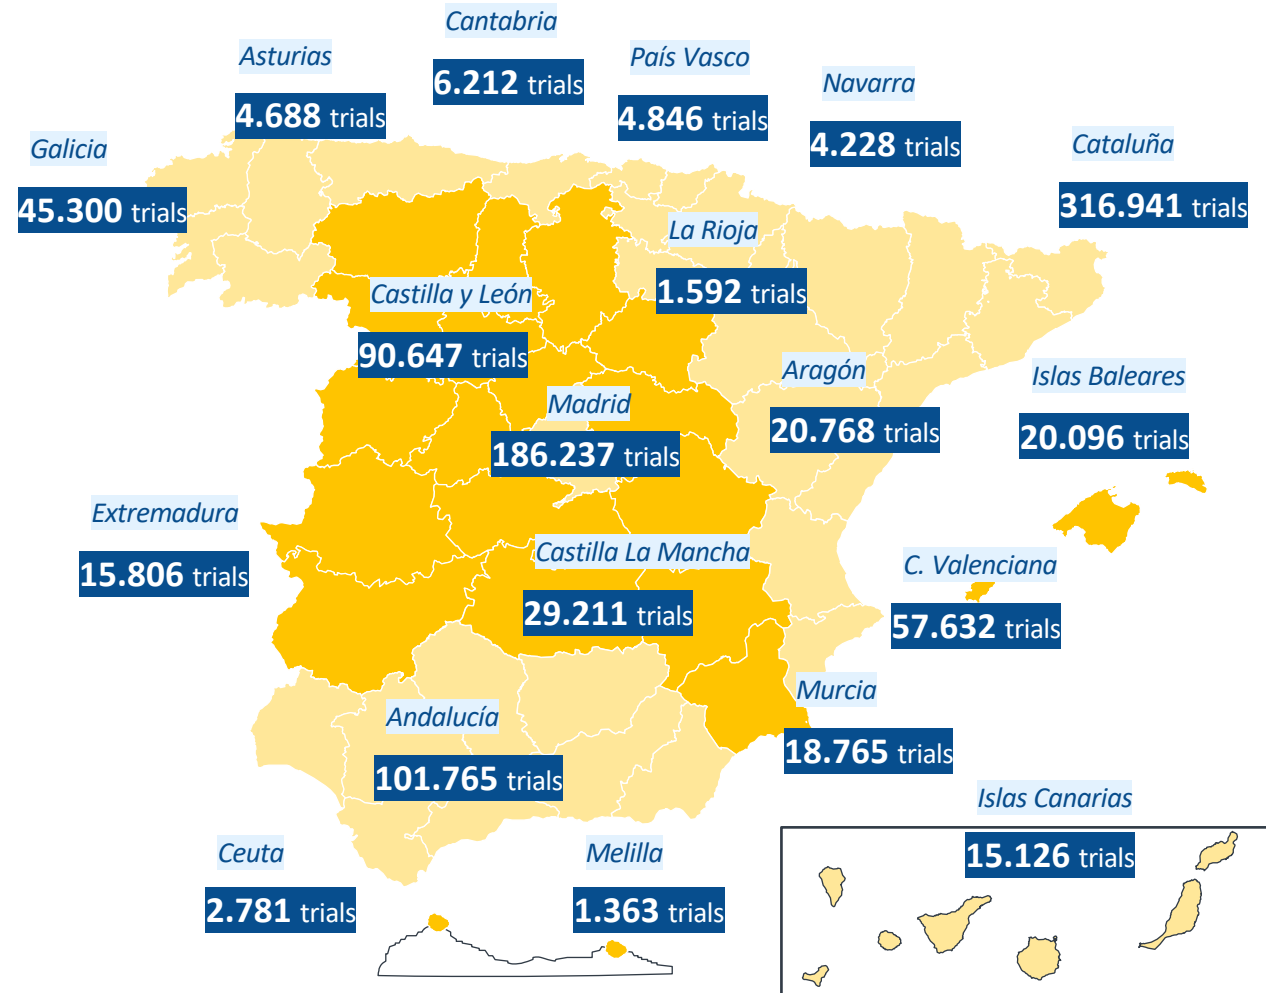 Cantabria
6.212 trials
Asturias
4.688 trials
País Vasco
4.846 trials
Navarra
4.228 trials
Galicia
45.300 trials
Cataluña
316.941 trials
La Rioja
1.592 trials
Castilla y León
90.647 trials
Aragón
20.768 trials
Islas Baleares
20.096 trials
Madrid
186.237 trials
Extremadura
15.806 trials
Castilla La Mancha
29.211 trials
C. Valenciana
57.632 trials
Murcia
18.765 trials
Andalucía
101.765 trials
Islas Canarias
15.126 trials
Ceuta
2.781 trials
Melilla
1.363 trials